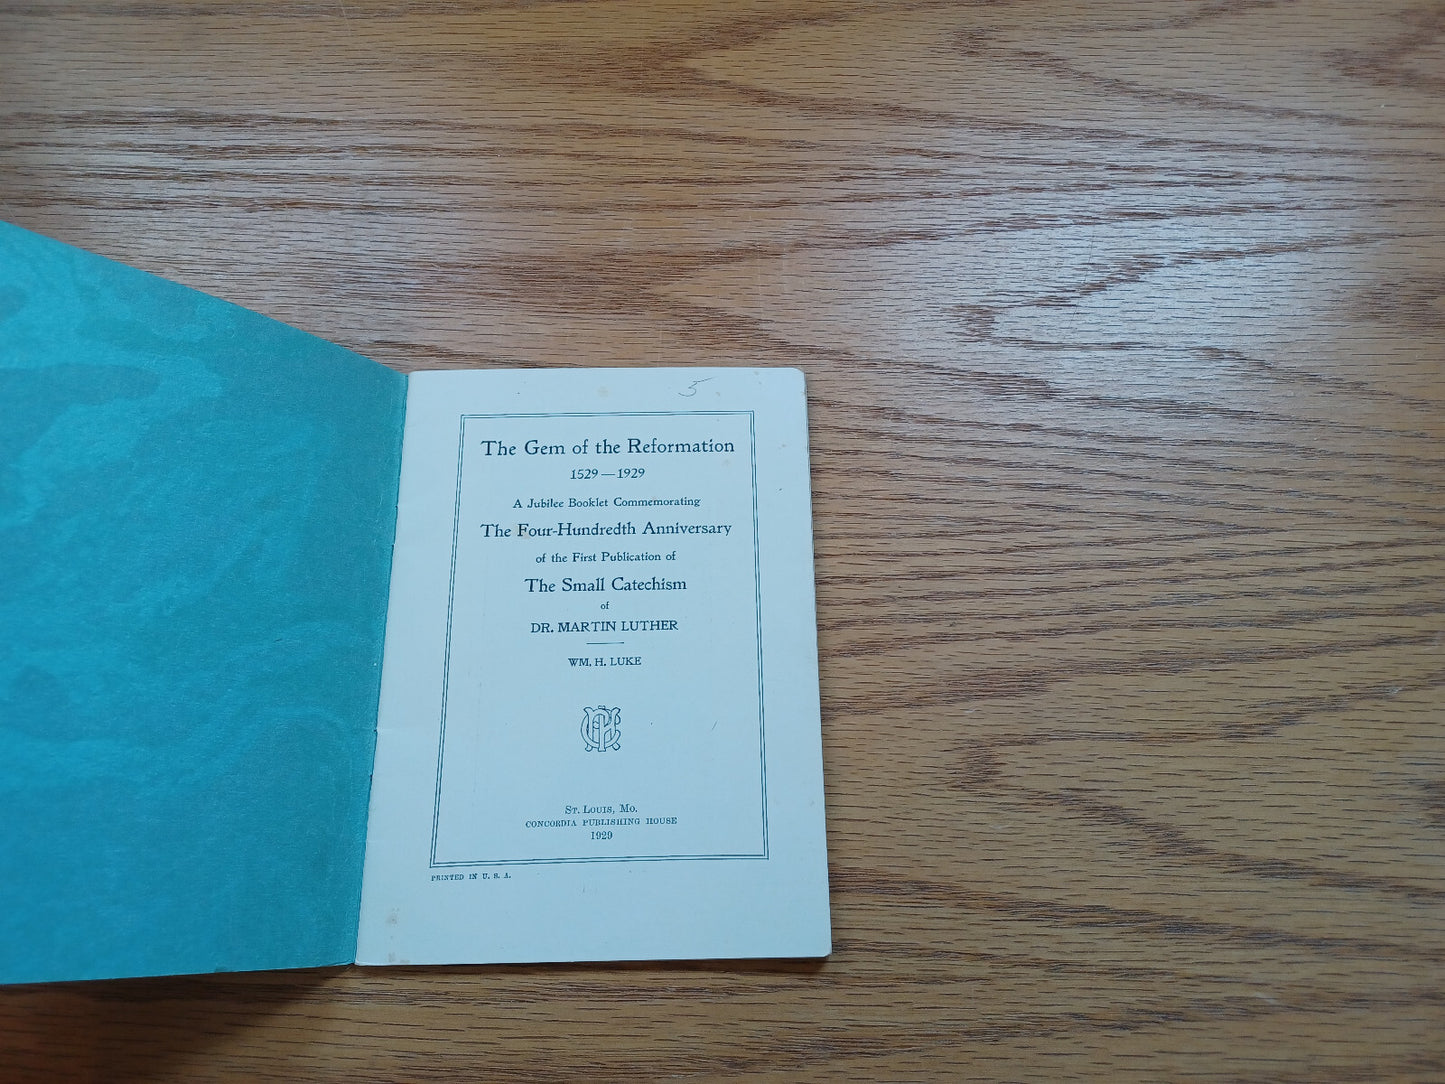 5
The Gem of the Reformation
1529—1929
A Jubilee Booklet Commemorating
The Four-Hundredth Anniversary
of the First Publication of
The Small Catechism
of
DR. MARTIN LUTHER
WM. H. LUKE
CPH
St. Louis, Mo.
CONCORDIA PUBLISHING HOUSE
1929
PRINTED IN U. S. A.